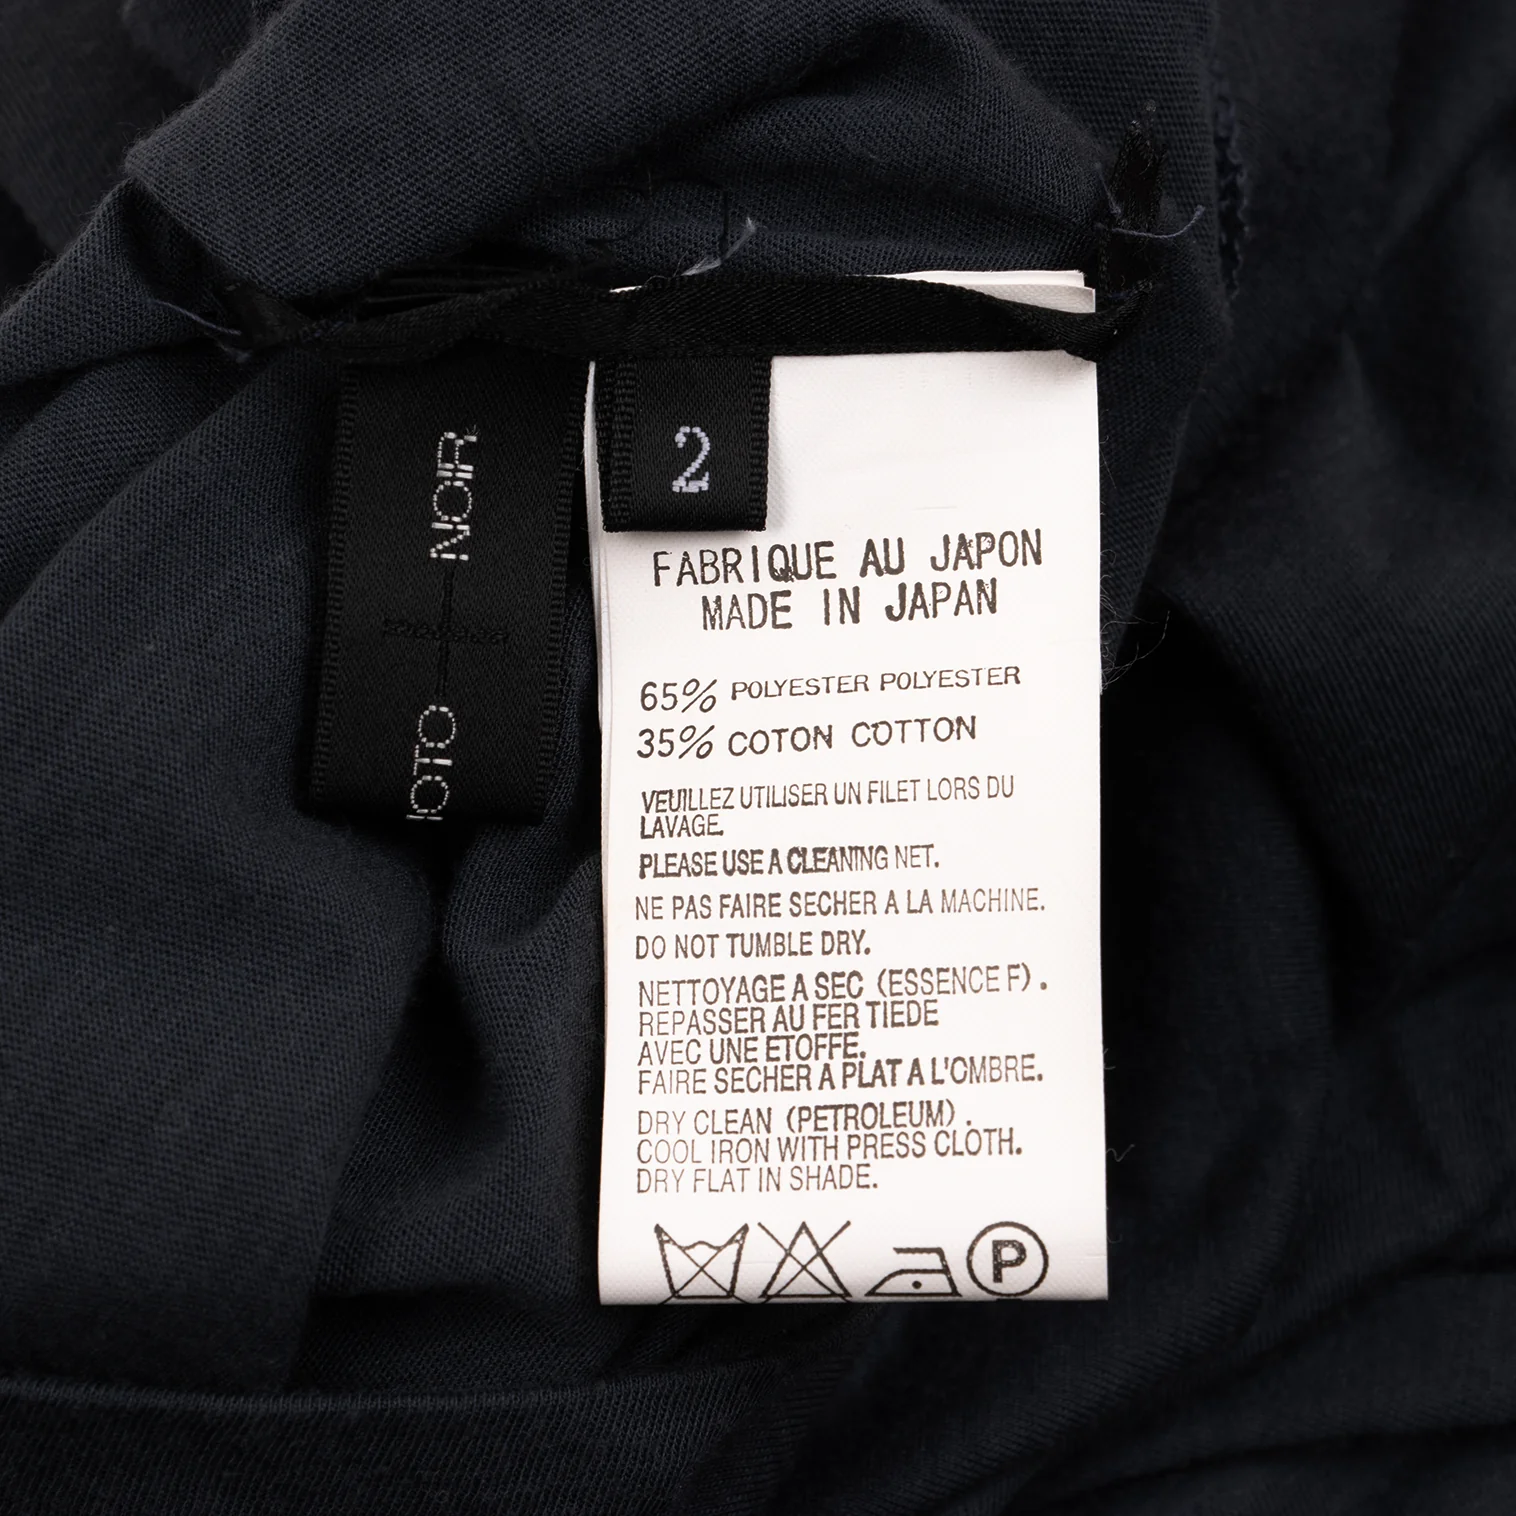 NOIR
2
FABRIQUE AU JAPON
MADE IN JAPAN
65% POLYESTER POLYESTER
35% COTON COTTON
VEUILLEZ UTILISER UN FILET LORS DU
LAVAGE.
PLEASE USE A CLEANING NET.
NE PAS FAIRE SECHER A LA MACHINE.
DO NOT TUMBLE DRY.
NETTOYAGE A SEC (ESSENCE F).
REPASSER AU FER TIEDE
AVEC UNE ETOFFE.
FAIRE SECHER A PLAT A L'OMBRE.
DRY CLEAN (PETROLEUM).
COOL IRON WITH PRESS CLOTH.
DRY FLAT IN SHADE.
P